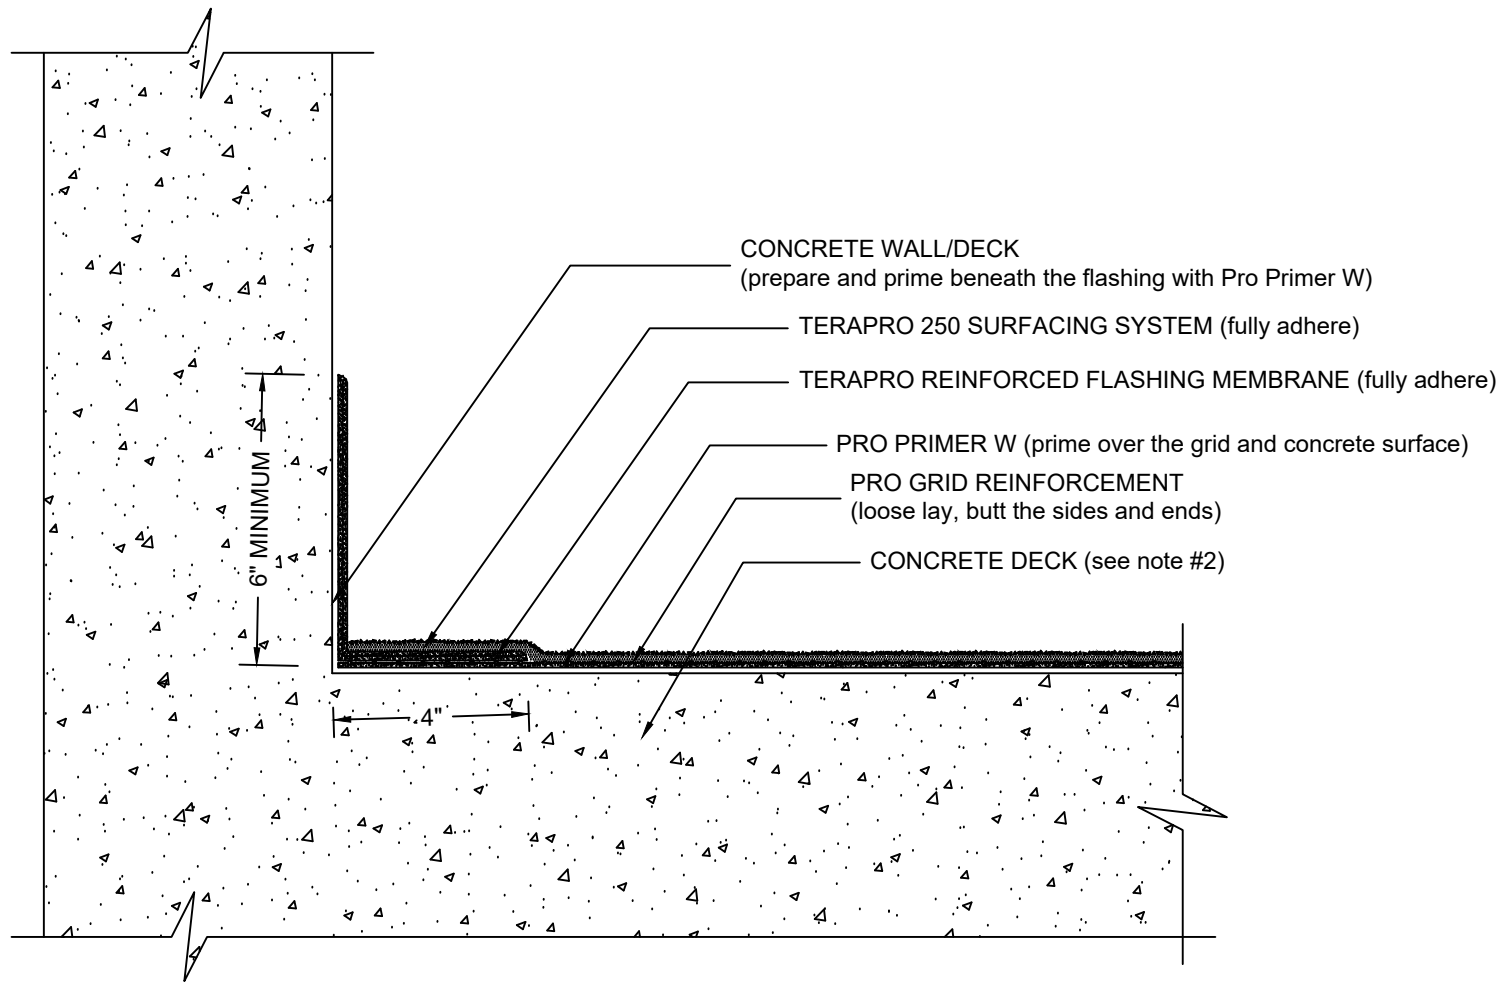 CONCRETE WALL/DECK
(prepare and prime beneath the flashing with Pro Primer W)
TERAPRO 250 SURFACING SYSTEM (fully adhere)
TERAPRO REINFORCED FLASHING MEMBRANE (fully adhere)
PRO PRIMER W (prime over the grid and concrete surface)
PRO GRID REINFORCEMENT
(loose lay, butt the sides and ends)
CONCRETE DECK (see note #2)
6" MINIMUM
4"